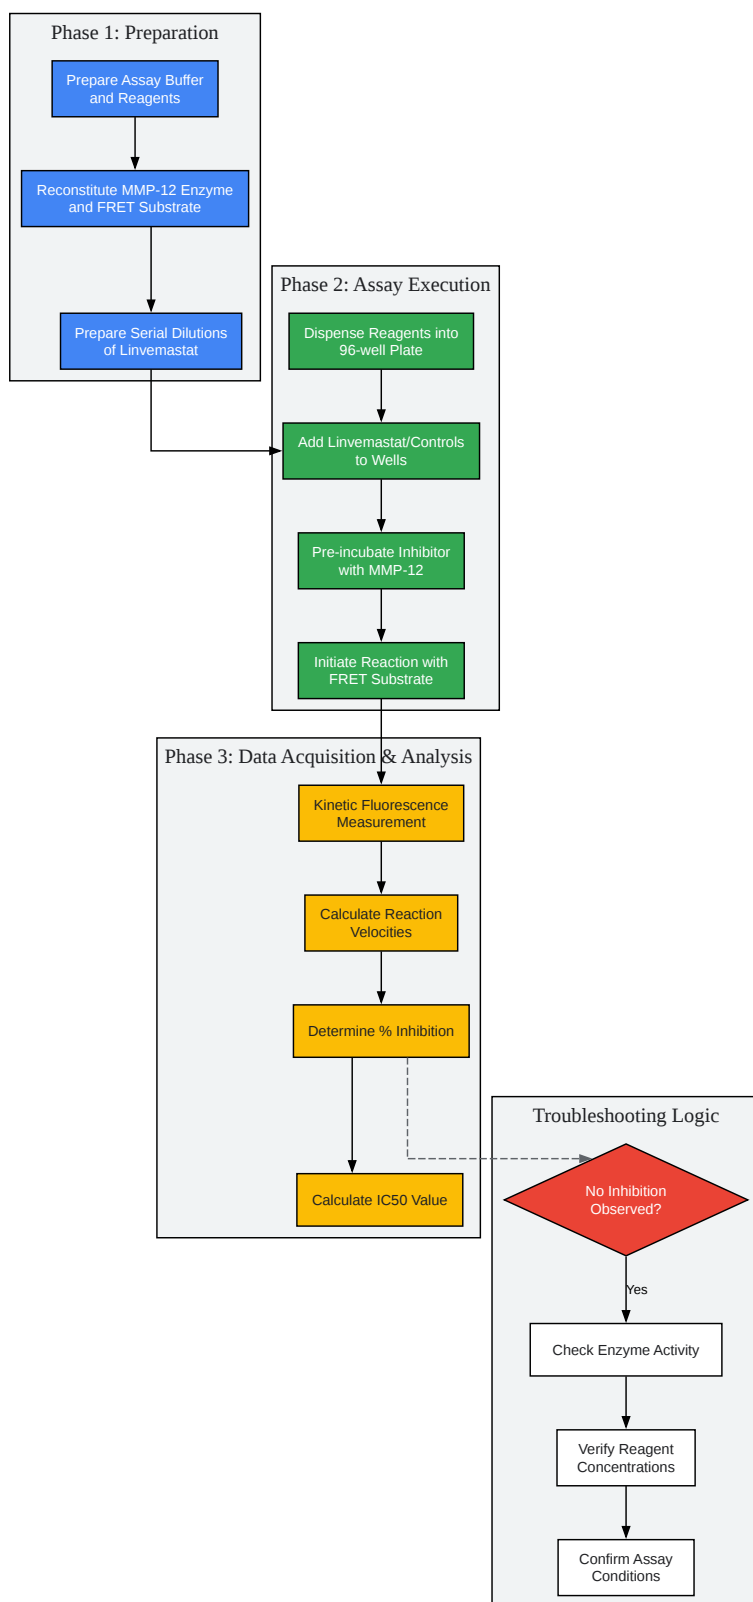 Phase 1: Preparation
Prepare Assay Buffer
and Reagents
Reconstitute MMP-12 Enzyme
and FRET Substrate
Prepare Serial Dilutions
of Linvemastat
Phase 2: Assay Execution
Dispense Reagents into
96-well Plate
Add Linvemastat/Controls
to Wells
Pre-incubate Inhibitor
with MMP-12
Initiate Reaction with
FRET Substrate
Phase 3: Data Acquisition & Analysis
Kinetic Fluorescence
Measurement
Calculate Reaction
Velocities
Determine % Inhibition
Calculate IC50 Value
Troubleshooting Logic
No Inhibition
Observed?
Yes
Check Enzyme Activity
Verify Reagent
Concentrations
Confirm Assay
Conditions